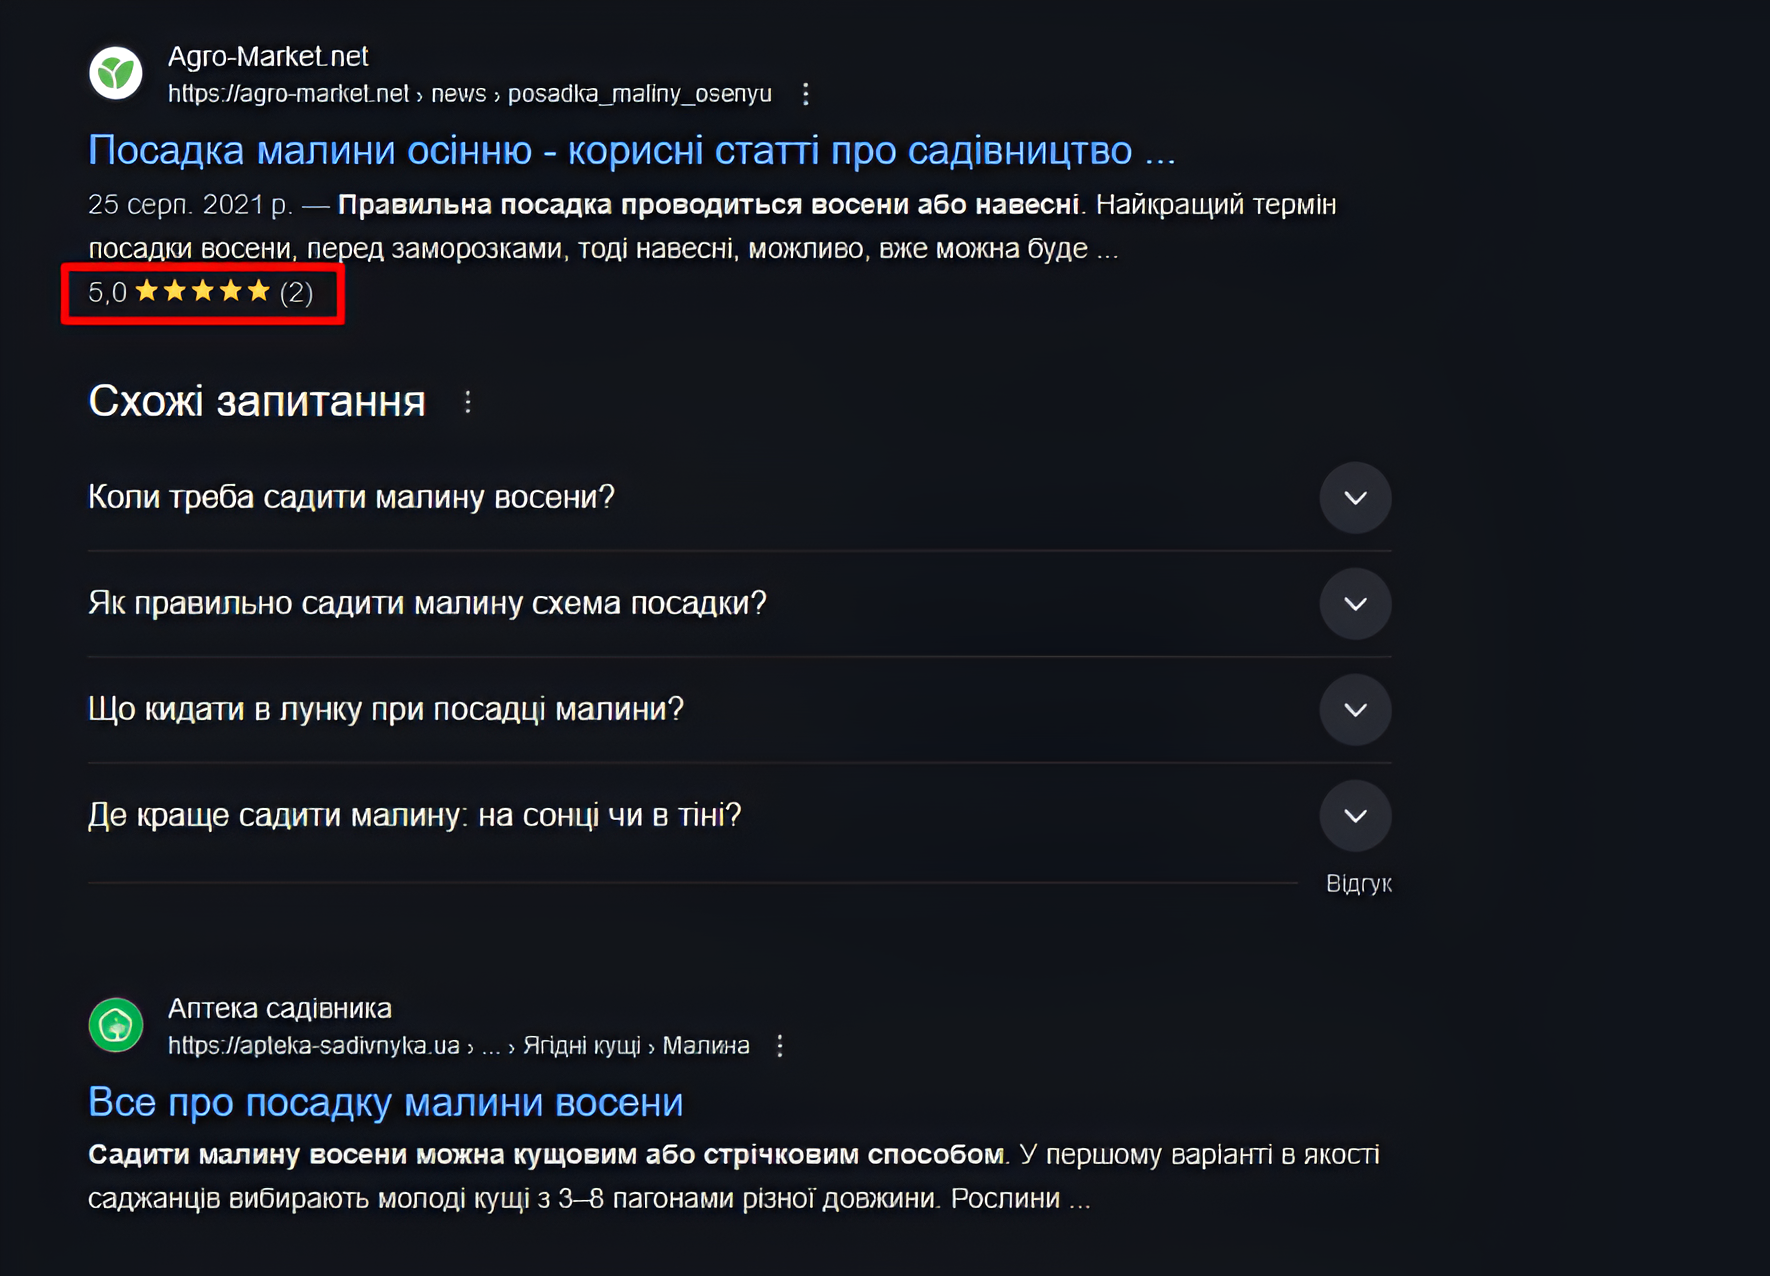 Agro-Market.net
https://agro-market.net › news › posadka_maliny_osenyu
Посадка малини осінню - корисні статті про садівництво ...
25 серп. 2021 р. — Правильна посадка проводиться восени або навесні. Найкращий термін
посадки восени, перед заморозками, тоді навесні, можливо, вже можна буде ...
5,0 ★★★★★ (2)
Схожі запитання
Коли треба садити малину восени?
Як правильно садити малину схема посадки?
Що кидати в лунку при посадці малини?
Де краще садити малину: на сонці чи в тіні?
Відгук
Аптека садівника
https://apteka-sadivnyka.ua › ... › Ягідні кущі › Малина
Все про посадку малини восени
Садити малину восени можна кущовим або стрічковим способом. У першому варіанті в якості
саджанців вибирають молоді кущі з 3–8 пагонами різної довжини. Рослини ...